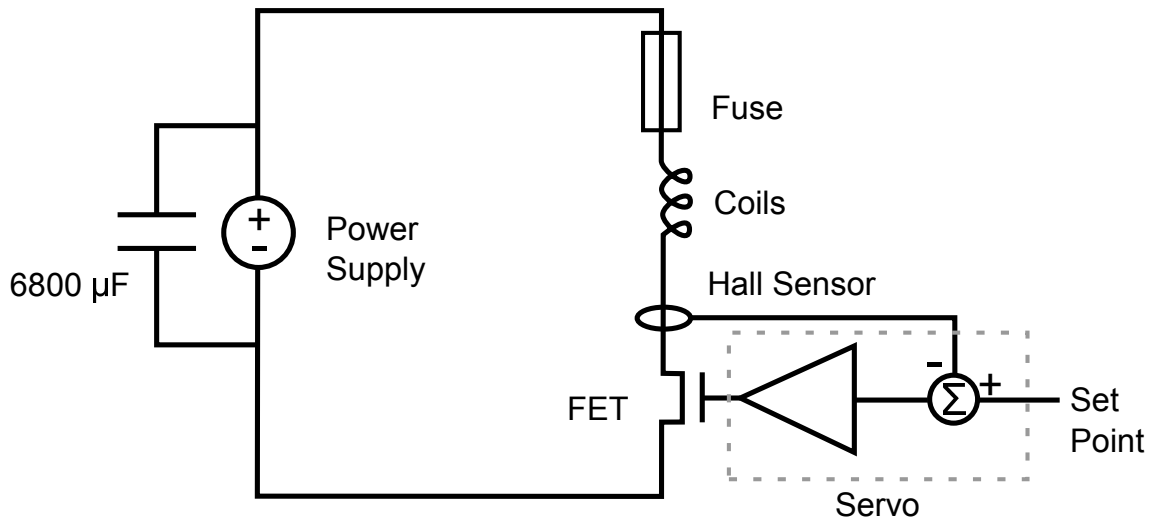 Fuse
+
-
Power
Supply
Coils
6800 µF
Hall Sensor
-
+
Σ
FET
Set
Point
Servo